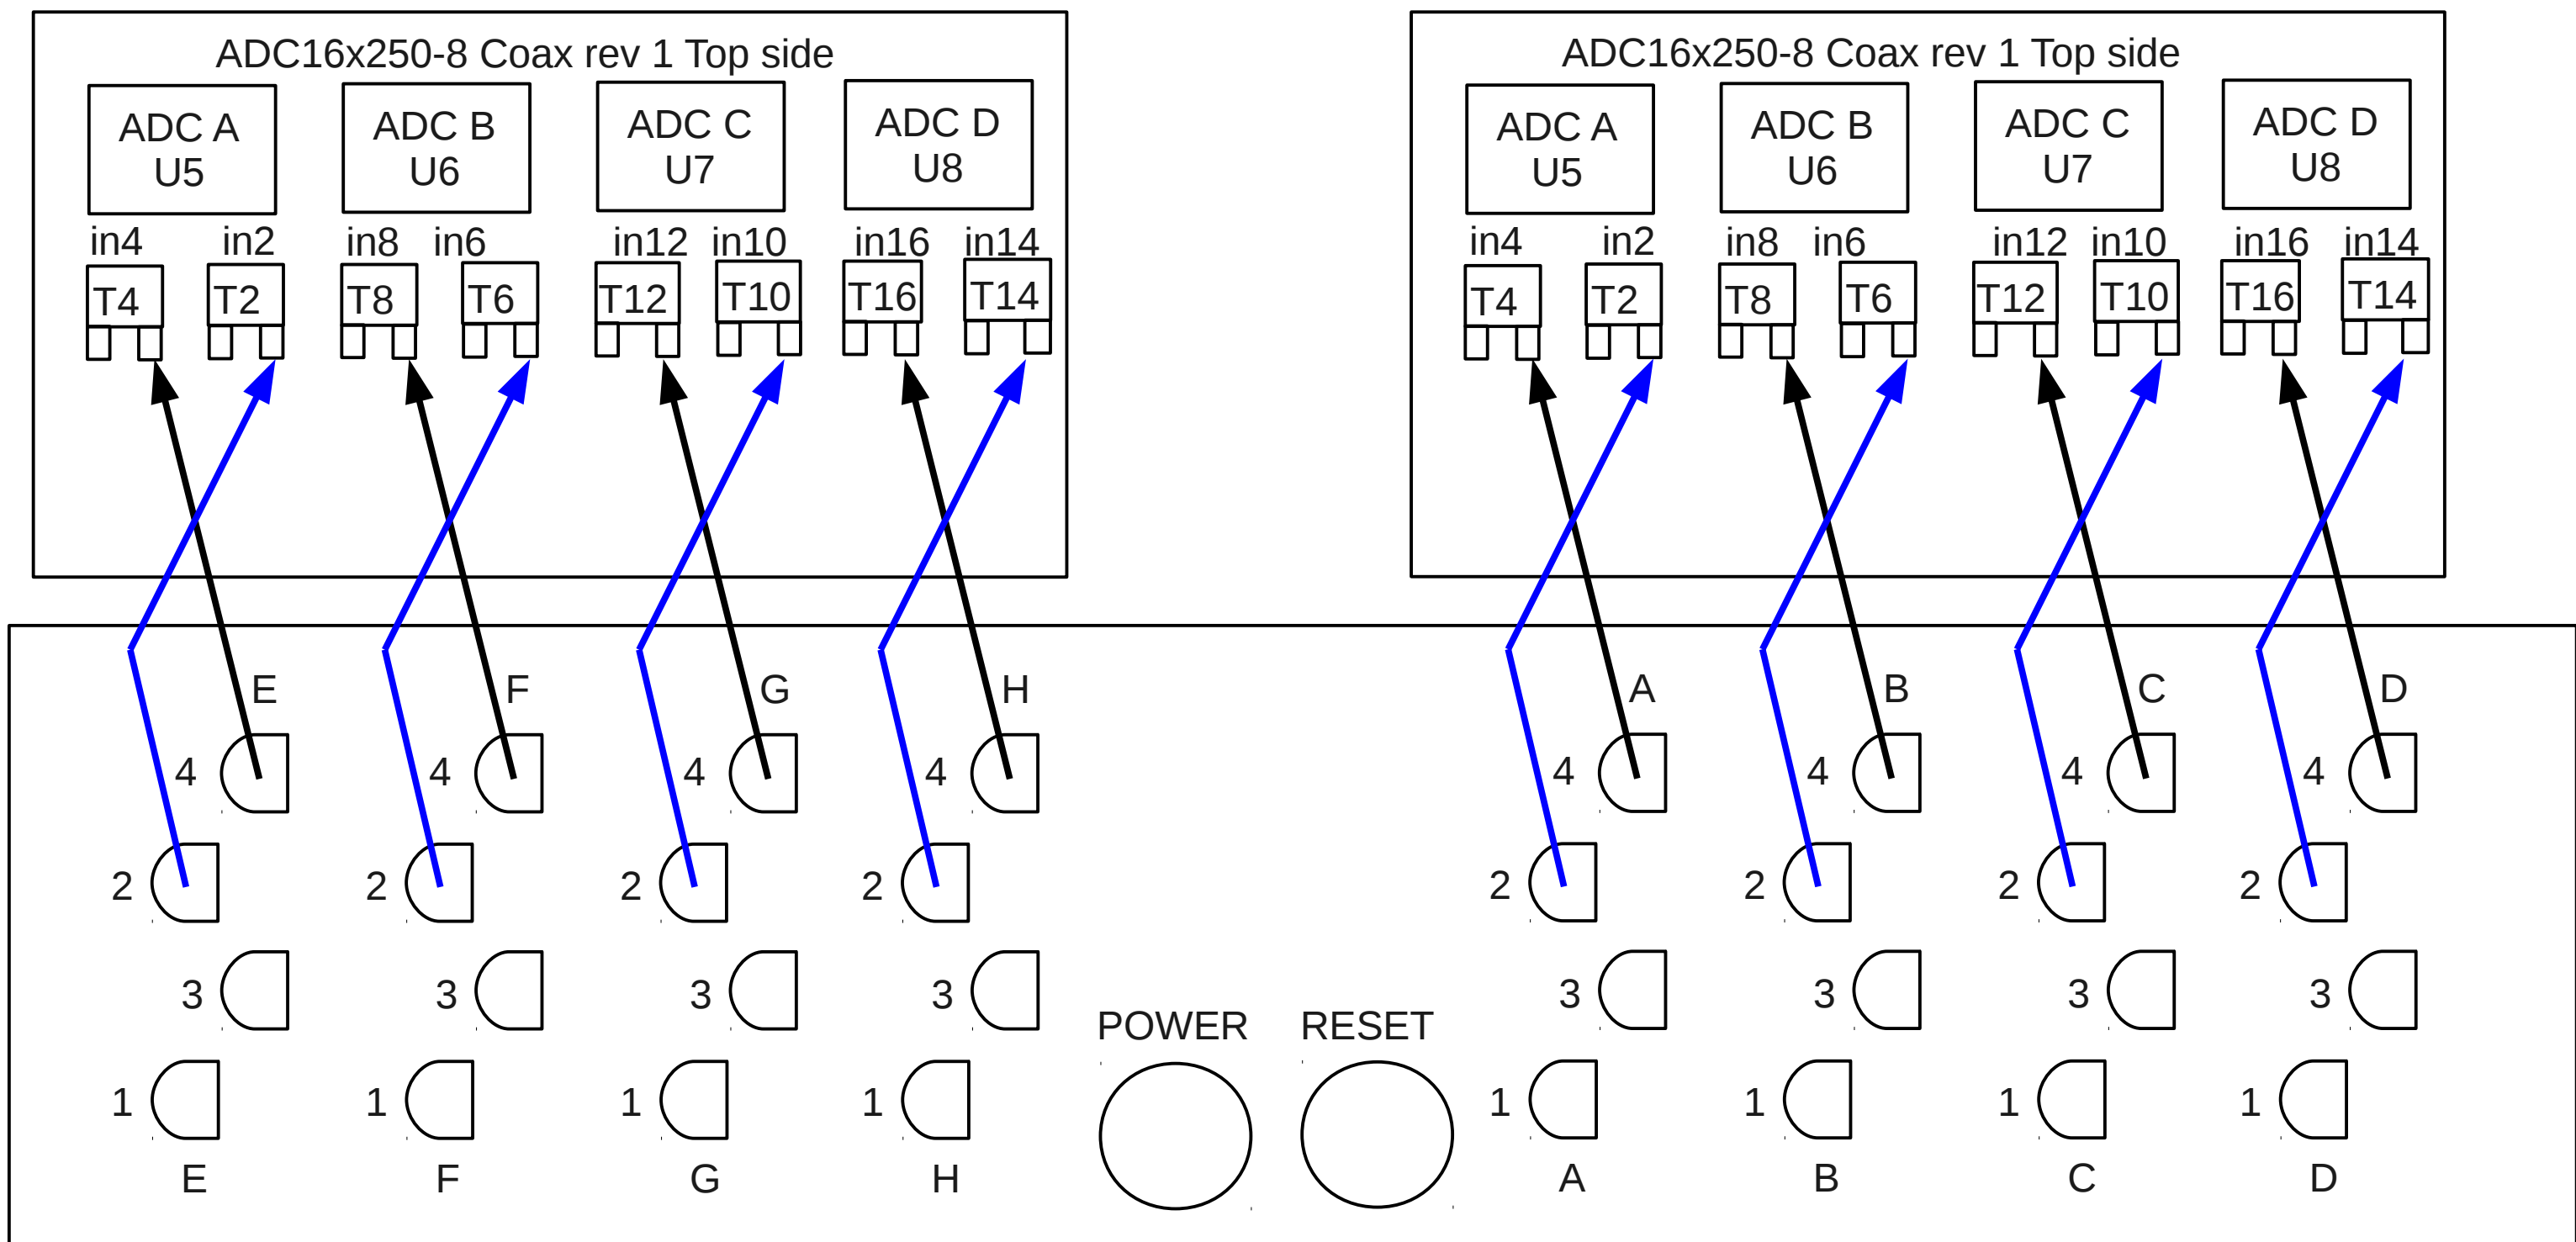 ADC16x250-8 Coax rev 1 Top side
ADC A
U5
ADC B
U6
ADC C
U7
ADC D
U8
in4
in2
in8
in6
in12
in10
in16
in14
T4
T2
T8
T6
T12
T10
T16
T14
ADC16x250-8 Coax rev 1 Top side
ADC A
U5
ADC B
U6
ADC C
U7
ADC D
U8
in4
in2
in8
in6
in12
in10
in16
in14
T4
T2
T8
T6
T12
T10
T16
T14
E
F
G
H
A
B
C
D
4
4
4
4
4
4
4
4
2
2
2
2
2
2
2
2
3
3
3
3
3
3
3
3
POWER
RESET
1
1
1
1
1
1
1
1
E
F
G
H
A
B
C
D